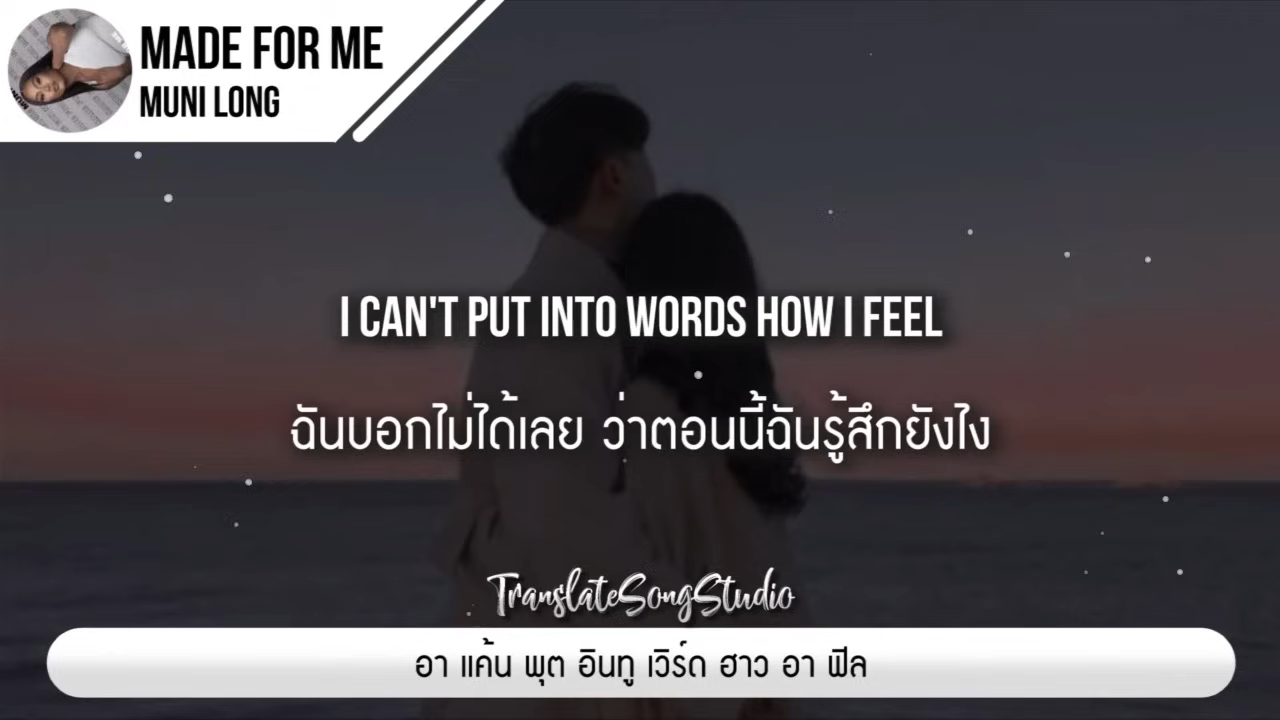 MADE FOR ME
MUNI LONG
I CAN'T PUT INTO WORDS HOW I FEEL
ฉันบอกไม่ได้เลย ว่าตอนนี้ฉันรู้สึกยังไง
TranslateSongStudio
อา แค้น พุต อินทู เวิร์ด ฮาว อา ฟิล